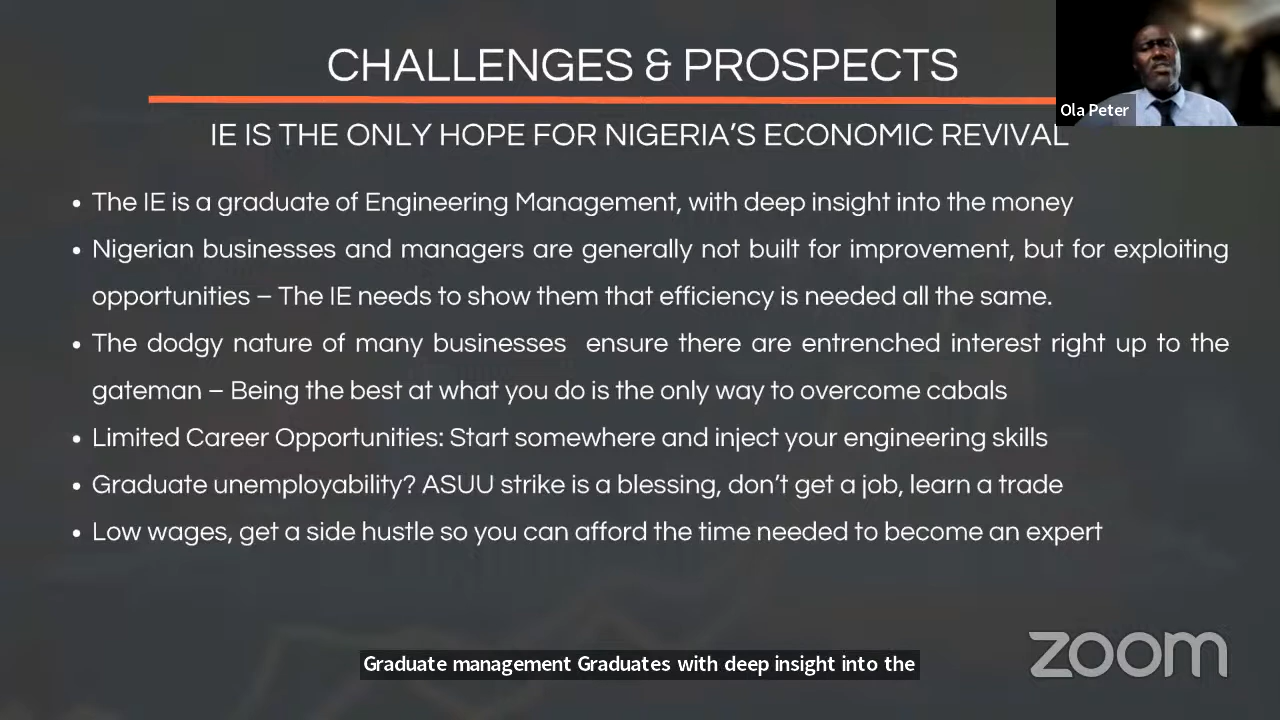 CHALLENGES & PROSPECTS
Ola Peter
IE IS THE ONLY HOPE FOR NIGERIA'S ECONOMIC REVIVAL
• The IE is a graduate of Engineering Management, with deep insight into the money
• Nigerian businesses and managers are generally not built for improvement, but for exploiting
opportunities – The IE needs to show them that efficiency is needed all the same.
• The dodgy nature of many businesses ensure there are entrenched interest right up to the
gateman – Being the best at what you do is the only way to overcome cabals
• Limited Career Opportunities: Start somewhere and inject your engineering skills
• Graduate unemployability? ASUU strike is a blessing, don't get a job, learn a trade
• Low wages, get a side hustle so you can afford the time needed to become an expert
zoom
Graduate management Graduates with deep insight into the